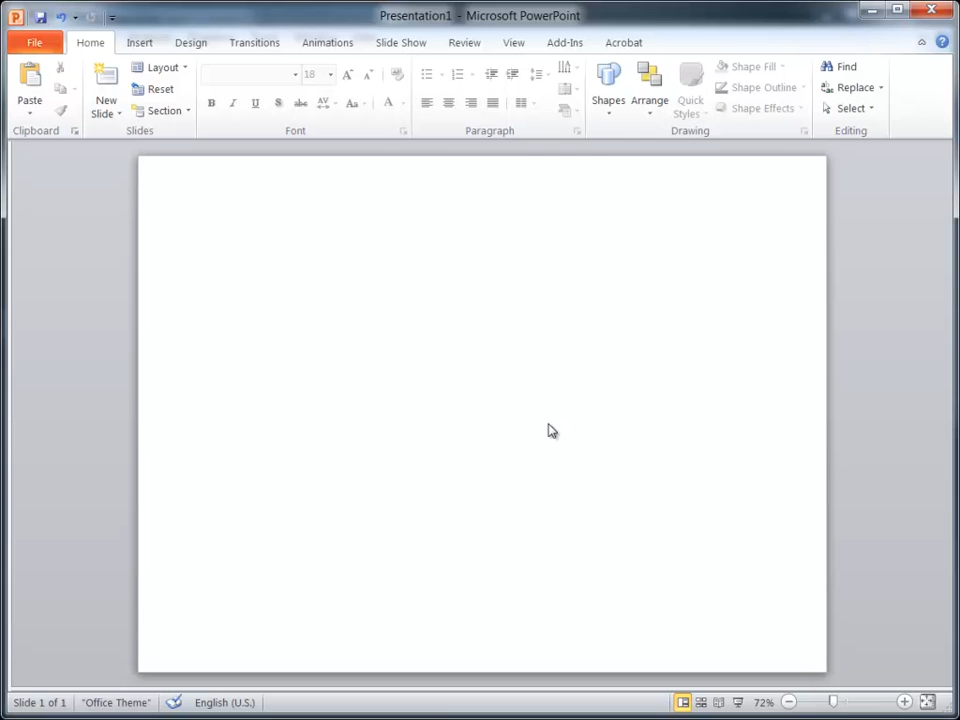 Presentation1 - Microsoft PowerPoint
File Home Insert Design Transitions Animations Slide Show Review View Add-Ins Acrobat
Paste
Clipboard
New Slide
Layout
Reset
Section
Slides
18
B I U S abc AV Aa A
Font
Paragraph
Shapes
Arrange
Quick Styles
Shape Fill
Shape Outline
Shape Effects
Drawing
Find
Replace
Select
Editing
Slide 1 of 1 "Office Theme" English (U.S.) 72%